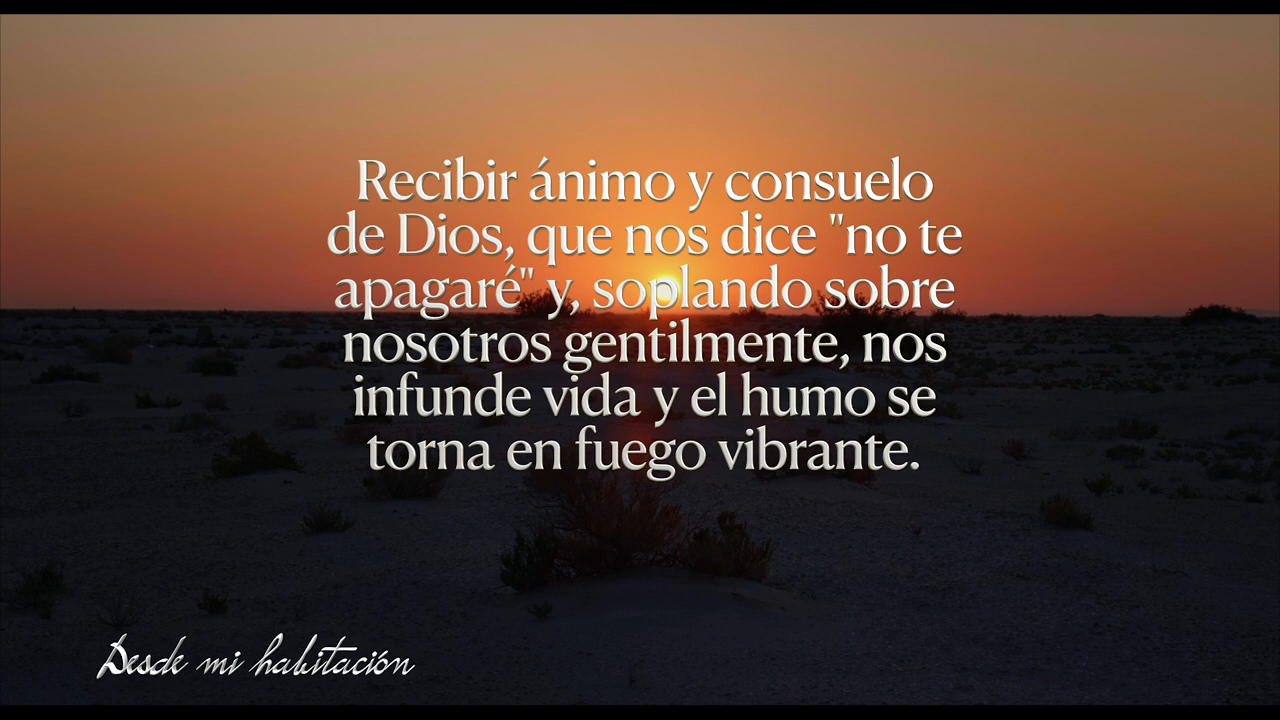 Recibir ánimo y consuelo
de Dios, que nos dice "no te
apagaré" y, soplando sobre
nosotros gentilmente, nos
infunde vida y el humo se
torna en fuego vibrante.
Desde mi habitación